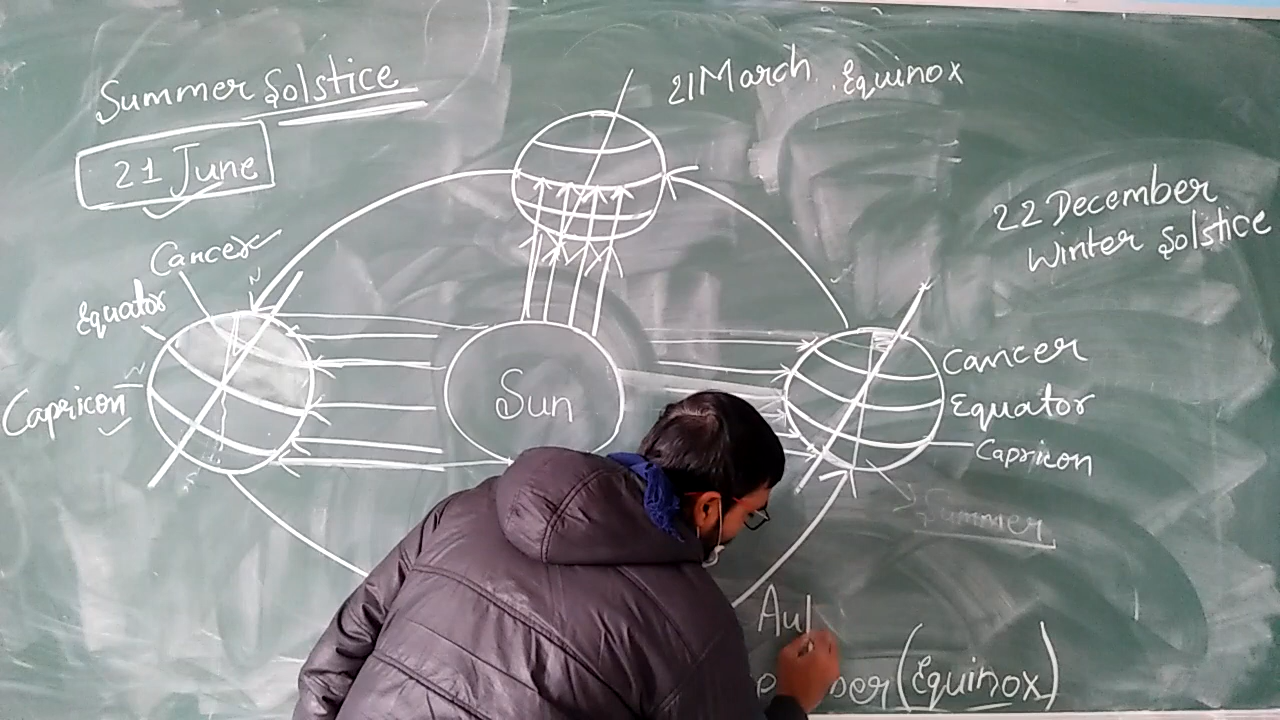 Summer Solstice
21 June
21 March Equinox
22 December
Winter Solstice
Cancer
Equator
Capricon
N
Sun
Cancer
Equator
Capricon
Summer
(Equinox)